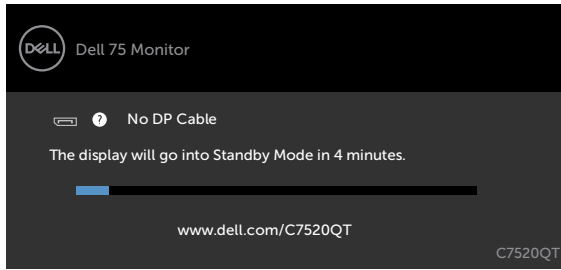 DELL
Dell 75 Monitor
? No DP Cable
The display will go into Standby Mode in 4 minutes.
www.dell.com/C7520QT
C7520QT